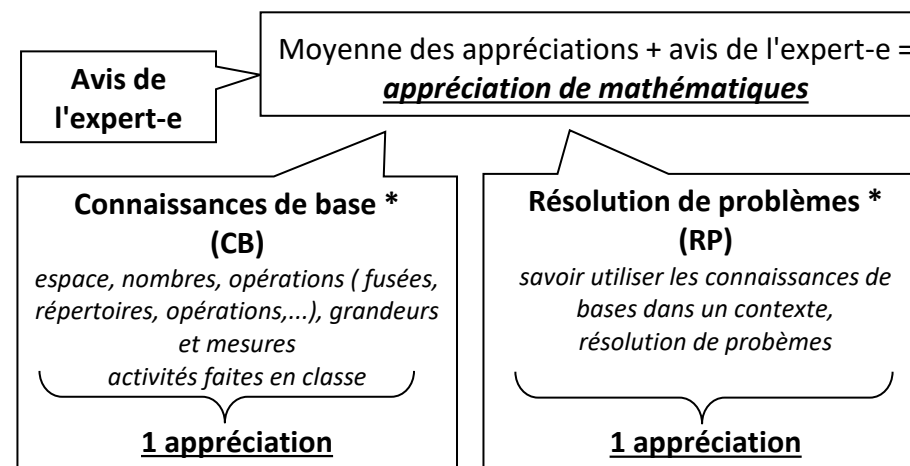 Moyenne des appréciations + avis de l'expert-e =
appréciation de mathématiques
Avis de
l'expert-e
Connaissances de base *
(CB)
espace, nombres, opérations ( fusées,
répertoires, opérations,...), grandeurs
et mesures
activités faites en classe
1 appréciation
Résolution de problèmes *
(RP)
savoir utiliser les connaissances de
bases dans un contexte,
résolution de probèmes
1 appréciation